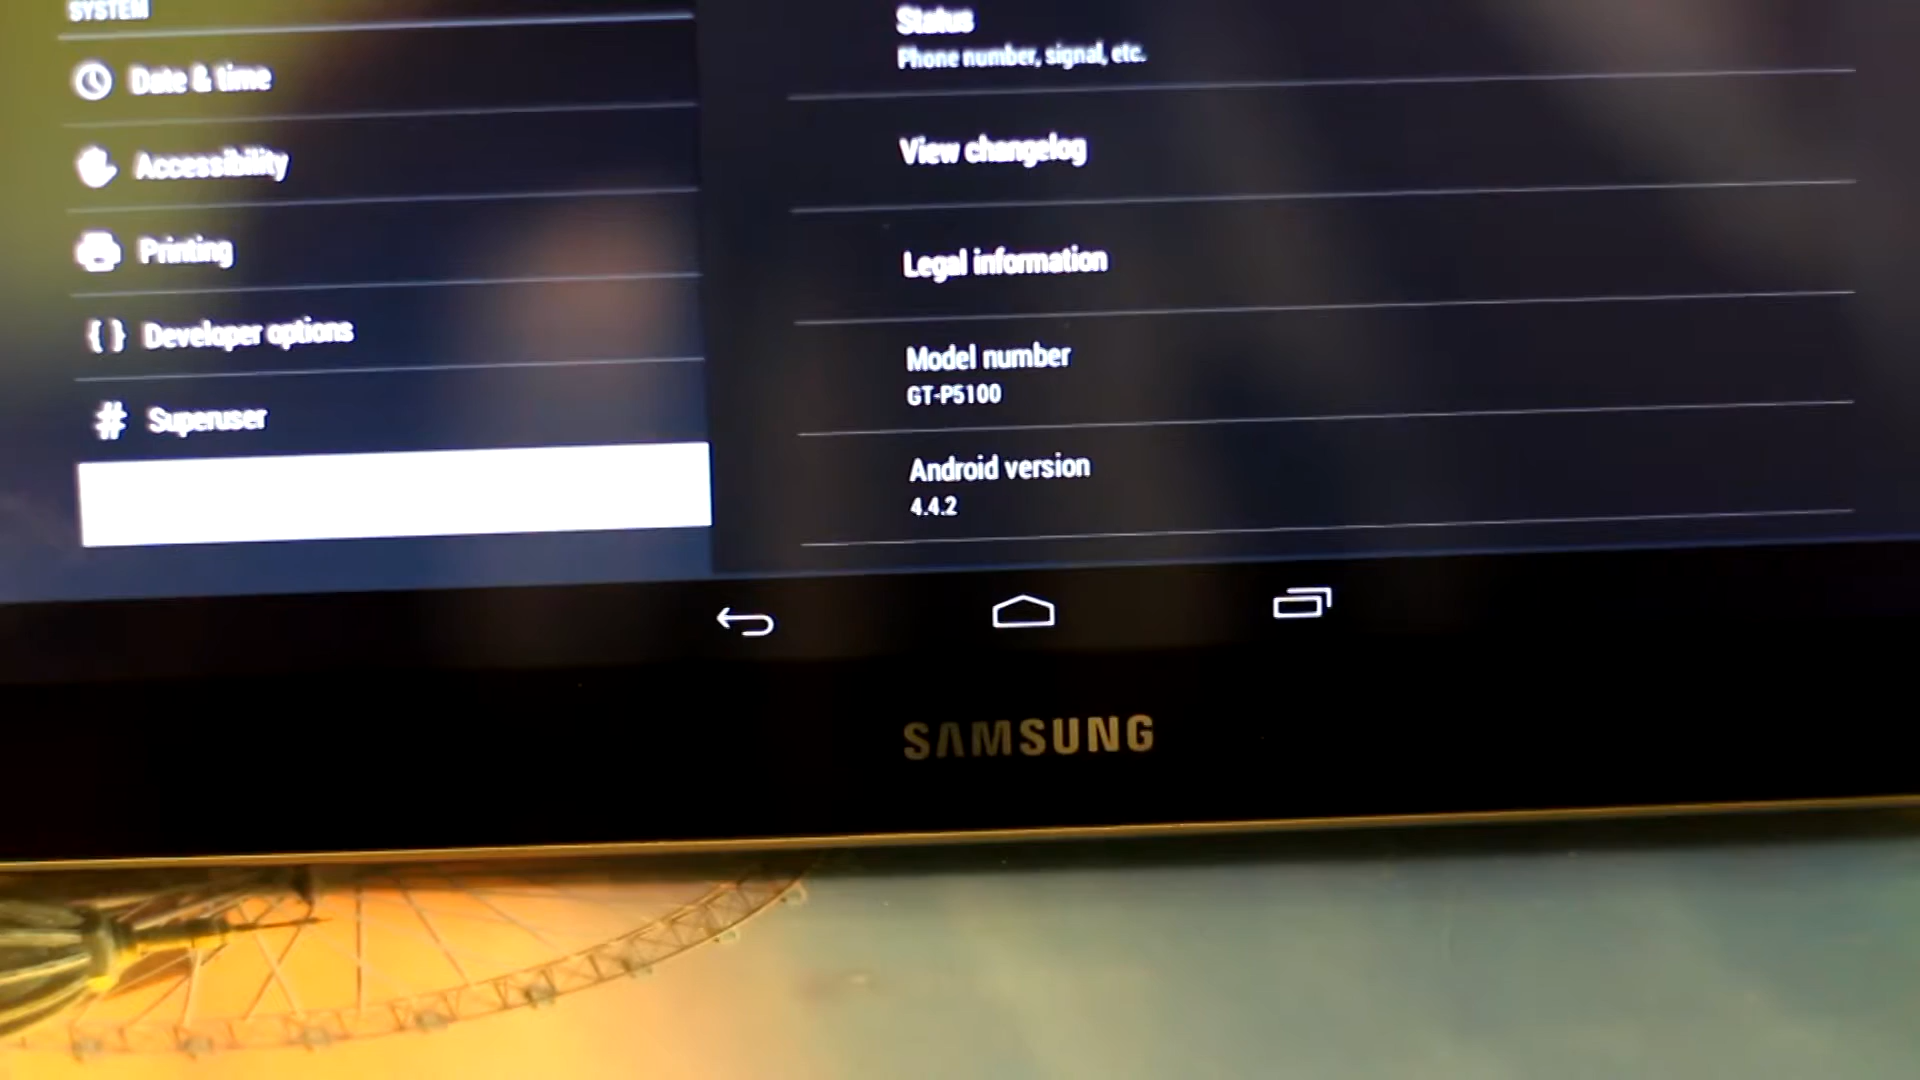 SYSTEM
Date & time
Accessibility
Printing
{ } Developer options
# Superuser
Status
Phone number, signal, etc.
View changelog
Legal information
Model number
GT-P5100
Android version
4.4.2
SAMSUNG